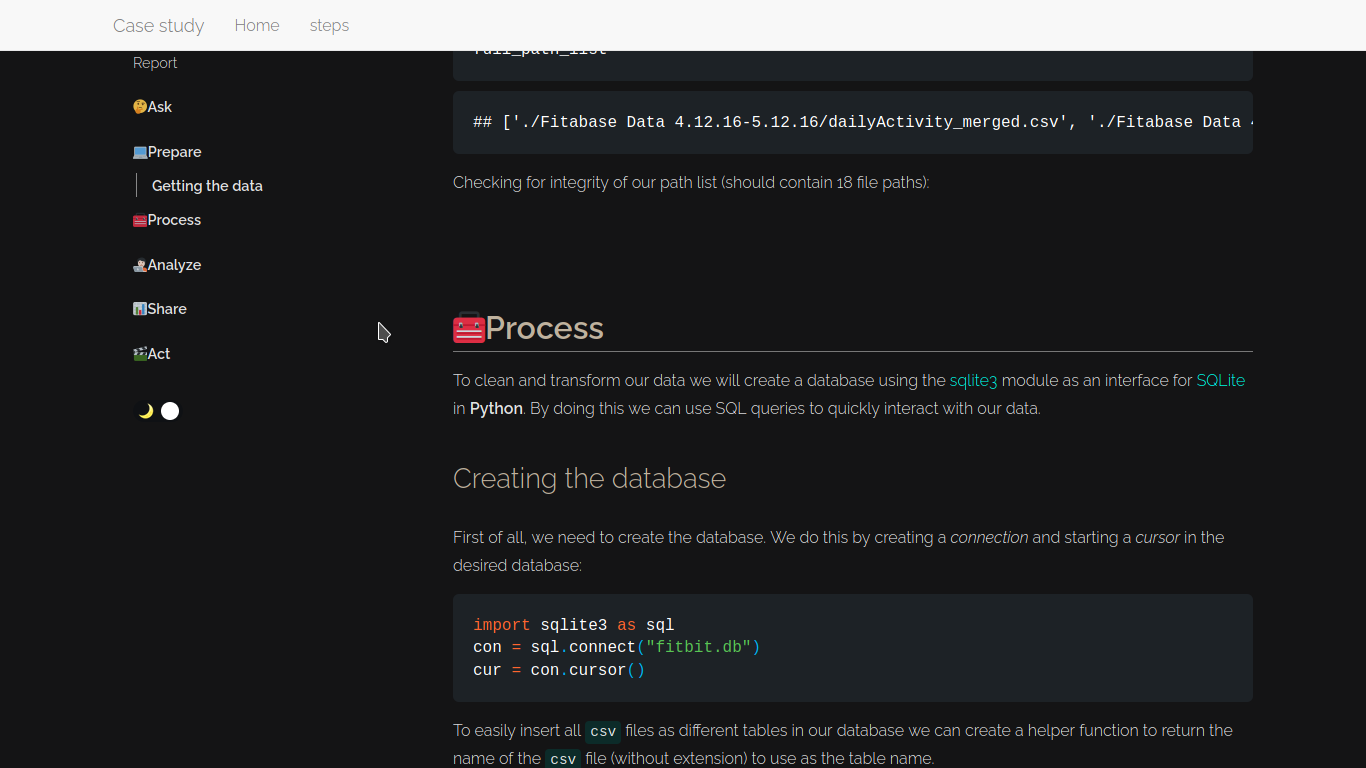 Case study Home steps
Report
🤔Ask
💻Prepare
Getting the data
🧰Process
Analyze
📊Share
🎬Act
full_path_list
## ['./Fitabase Data 4.12.16-5.12.16/dailyActivity_merged.csv', './Fitabase Data
Checking for integrity of our path list (should contain 18 file paths):
🧰Process
To clean and transform our data we will create a database using the sqlite3 module as an interface for SQLite
in Python. By doing this we can use SQL queries to quickly interact with our data.
Creating the database
First of all, we need to create the database. We do this by creating a connection and starting a cursor in the
desired database:
import sqlite3 as sql
con = sql.connect("fitbit.db")
cur = con.cursor()
To easily insert all csv files as different tables in our database we can create a helper function to return the
name of the csv file (without extension) to use as the table name.